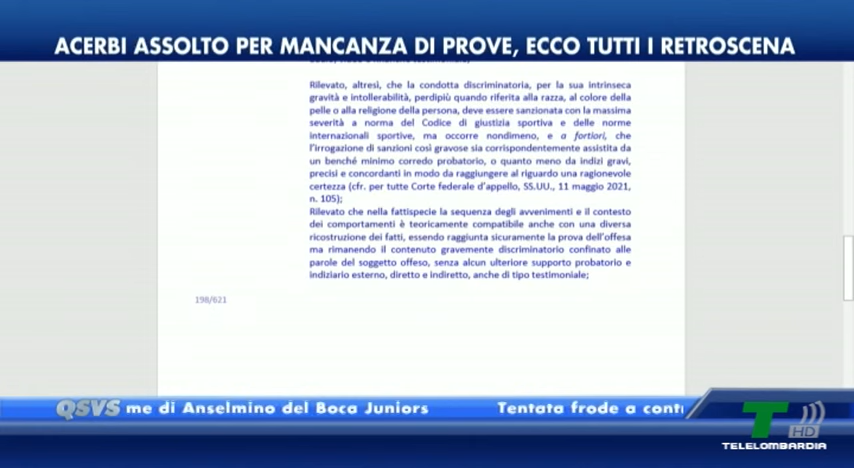 ACERBI ASSOLTO PER MANCANZA DI PROVE, ECCO TUTTI I RETROSCENA
Rilevato, altresì, che la condotta discriminatoria, per la sua intrinseca
gravità e intollerabilità, perdipiù quando riferita alla razza, al colore della
pelle o alla religione della persona, deve essere sanzionata con la massima
severità a norma del Codice di giustizia sportiva e delle norme
internazionali sportive, ma occorre nondimeno, e a fortiori, che
l'irrogazione di sanzioni così gravose sia corrispondentemente assistita da
un benché minimo corredo probatorio, o quanto meno da indizi gravi,
precisi e concordanti in modo da raggiungere al riguardo una ragionevole
certezza (cfr. per tutte Corte federale d'appello, SS.UU., 11 maggio 2021,
n. 105);
Rilevato che nella fattispecie la sequenza degli avvenimenti e il contesto
dei comportamenti è teoricamente compatibile anche con una diversa
ricostruzione dei fatti, essendo raggiunta sicuramente la prova dell'offesa
ma rimanendo il contenuto gravemente discriminatorio confinato alle
parole del soggetto offeso, senza alcun ulteriore supporto probatorio e
indiziario esterno, diretto e indiretto, anche di tipo testimoniale;
198/621
QSVS me di Anselmino del Boca Juniors Tentata frode a cont
T HD
TELELOMBARDIA